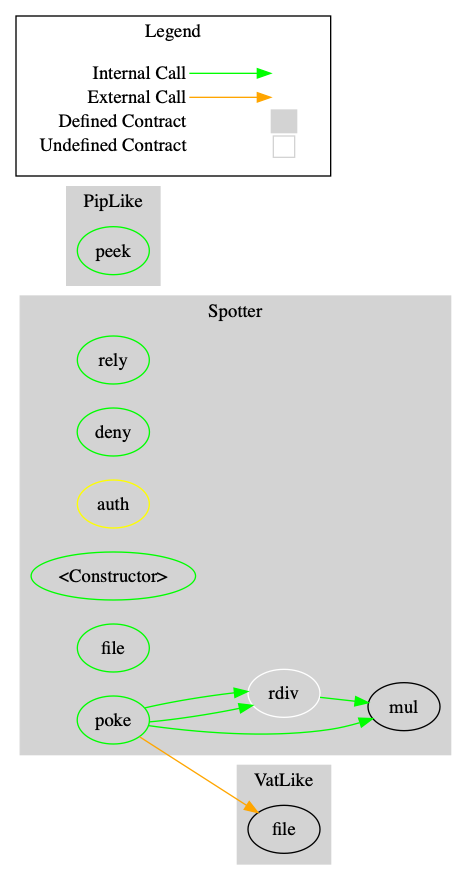 Legend
Internal Call
External Call
Defined Contract
Undefined Contract
PipLike
peek
Spotter
rely
deny
auth
<Constructor>
file
poke
rdiv
mul
VatLike
file